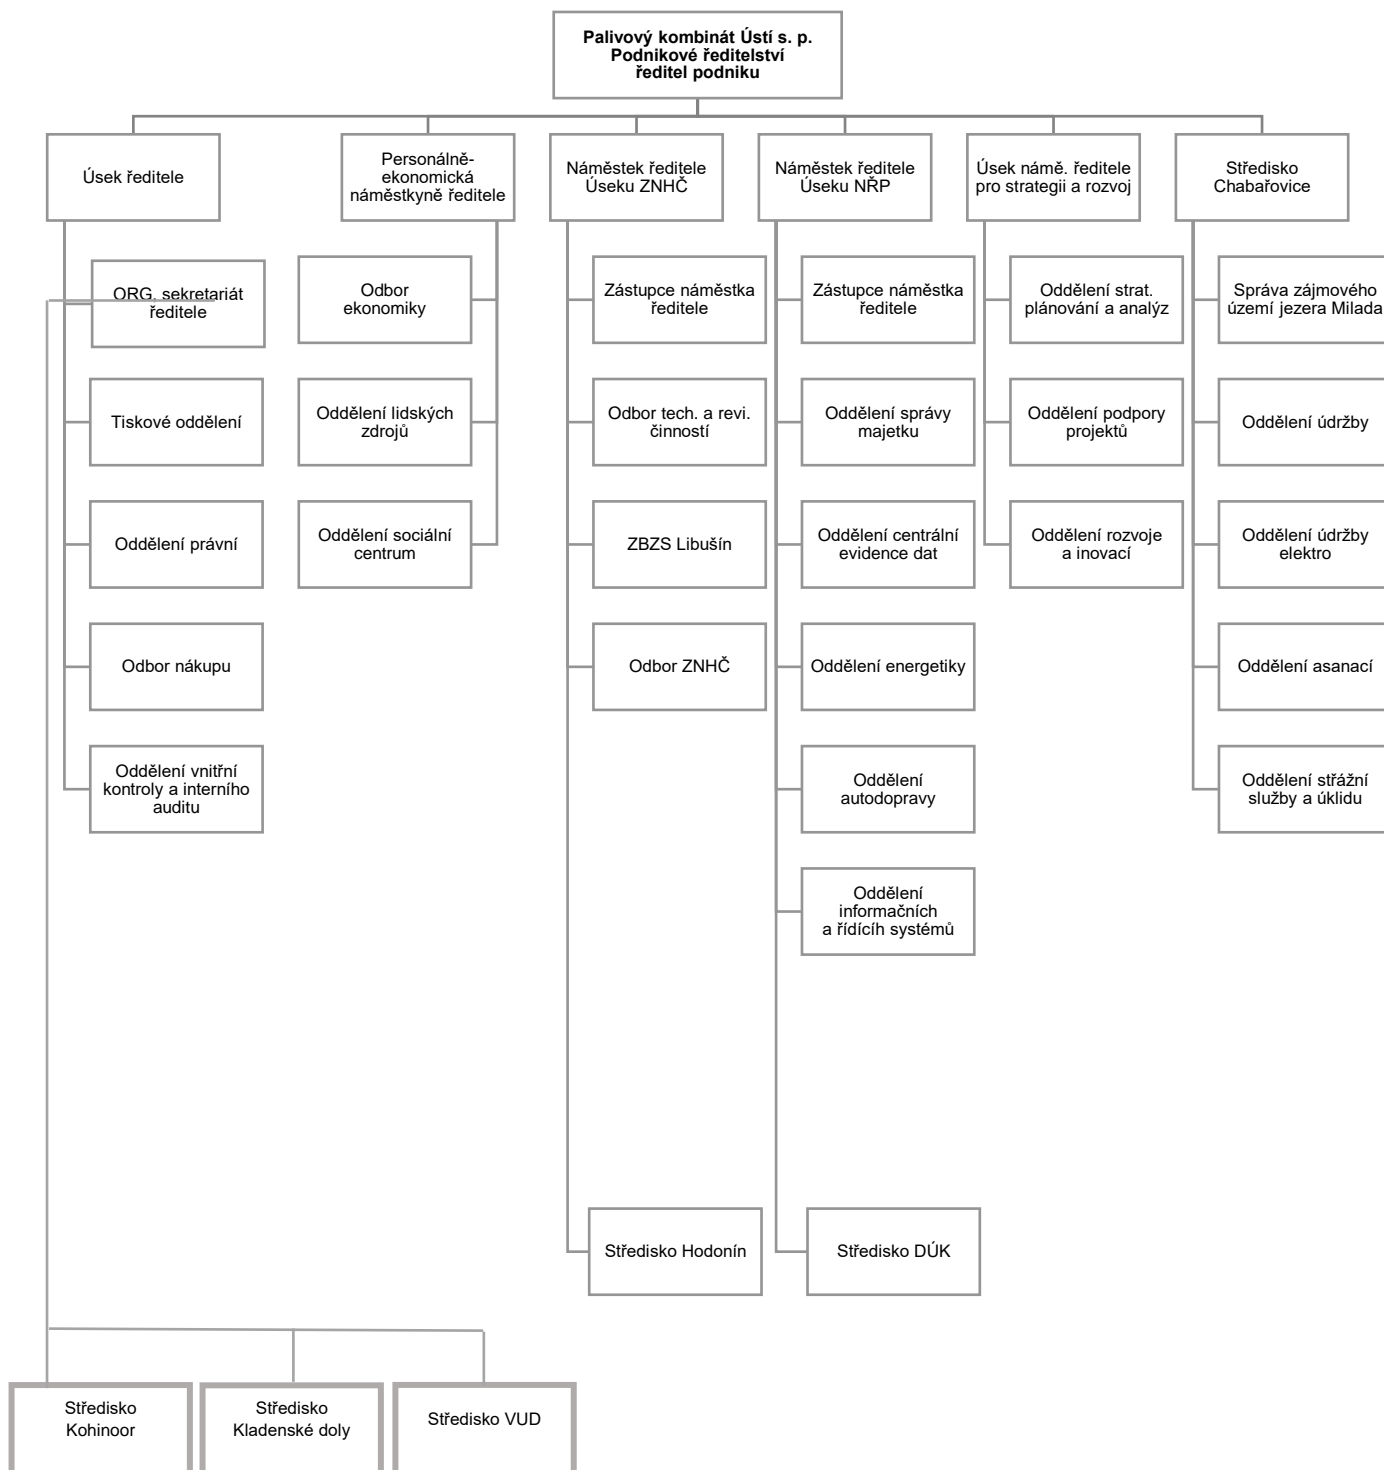 Palivový kombinát Ústí s. p.
Podnikové ředitelství
ředitel podniku
Úsek ředitele
Personálně-
ekonomická
náměstkyně ředitele
Náměstek ředitele
Úseku ZNHČ
Náměstek ředitele
Úseku NŘP
Úsek námě. ředitele
pro strategii a rozvoj
Středisko
Chabařovice
ORG, sekretariát
ředitele
Odbor
ekonomiky
Zástupce náměstka
ředitele
Zástupce náměstka
ředitele
Oddělení strat.
plánování a analýz
Správa zájmového
území jezera Milada
Tiskové oddělení
Oddělení lidských
zdrojů
Odbor tech. a revi.
činností
Oddělení správy
majetku
Oddělení podpory
projektů
Oddělení údržby
Oddělení právní
Oddělení sociální
centrum
ZBZS Libušín
Oddělení centrální
evidence dat
Oddělení rozvoje
a inovací
Oddělení údržby
elektro
Odbor nákupu
Odbor ZNHČ
Oddělení energetiky
Oddělení asanací
Oddělení vnitřní
kontroly a interního
auditu
Oddělení
autodopravy
Oddělení střážní
služby a úklidu
Oddělení
informačních
a řídícíh systémů
Středisko Hodonín
Středisko DÚK
Středisko
Kohinoor
Středisko
Kladenské doly
Středisko VUD